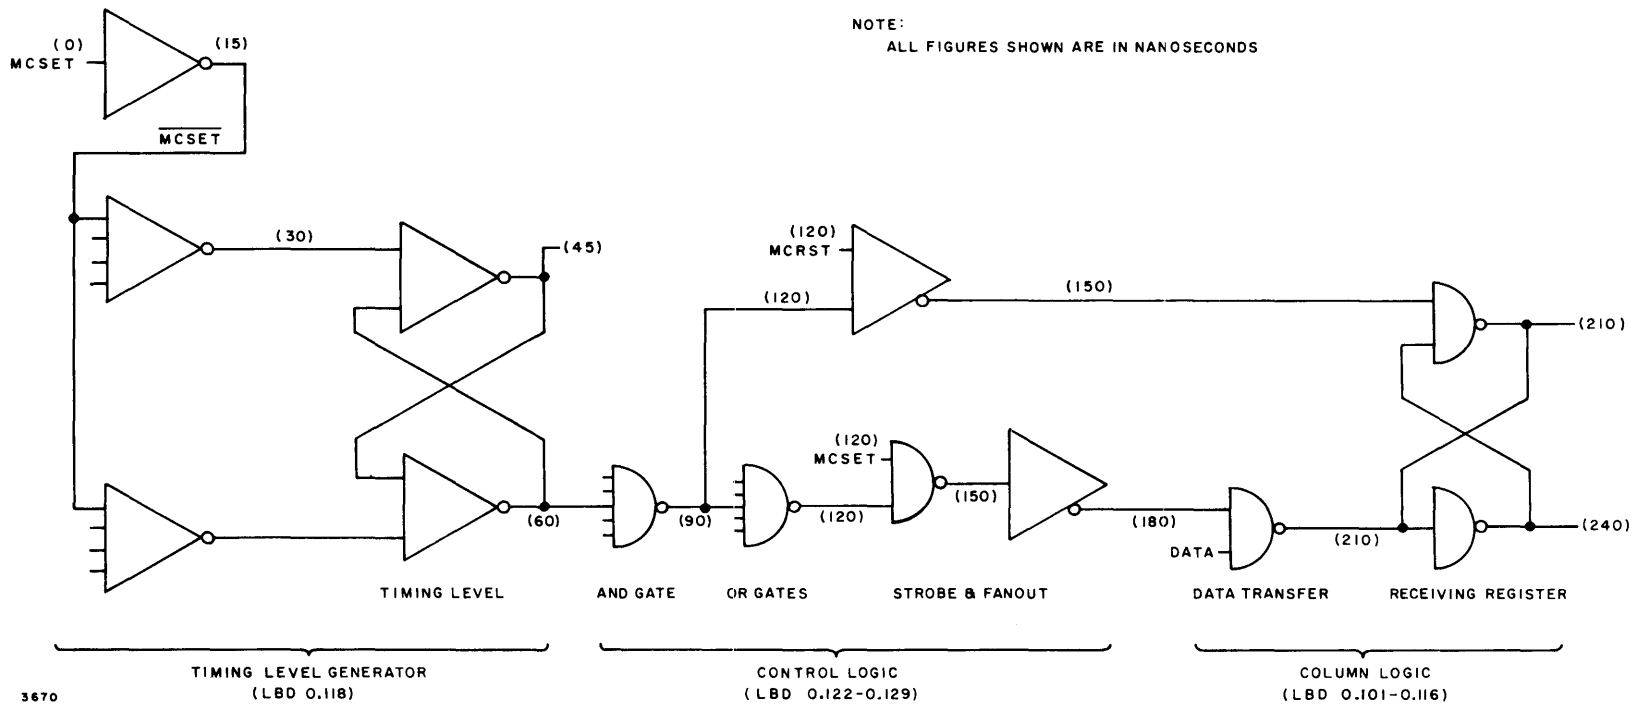 NOTE:
ALL FIGURES SHOWN ARE IN NANOSECONDS
(0)
(15)
MCSET
MCSET
(30)
(45)
(120)
MCRST
(120)
(150)
(210)
(120)
MCSET
(60)
(90)
(120)
(150)
(180)
DATA
(210)
(240)
TIMING LEVEL
AND GATE
OR GATES
STROBE & FANOUT
DATA TRANSFER
RECEIVING REGISTER
TIMING LEVEL GENERATOR
(LBD 0.118)
CONTROL LOGIC
(LBD 0.122-0.129)
COLUMN LOGIC
(LBD 0.101-0.116)
3670